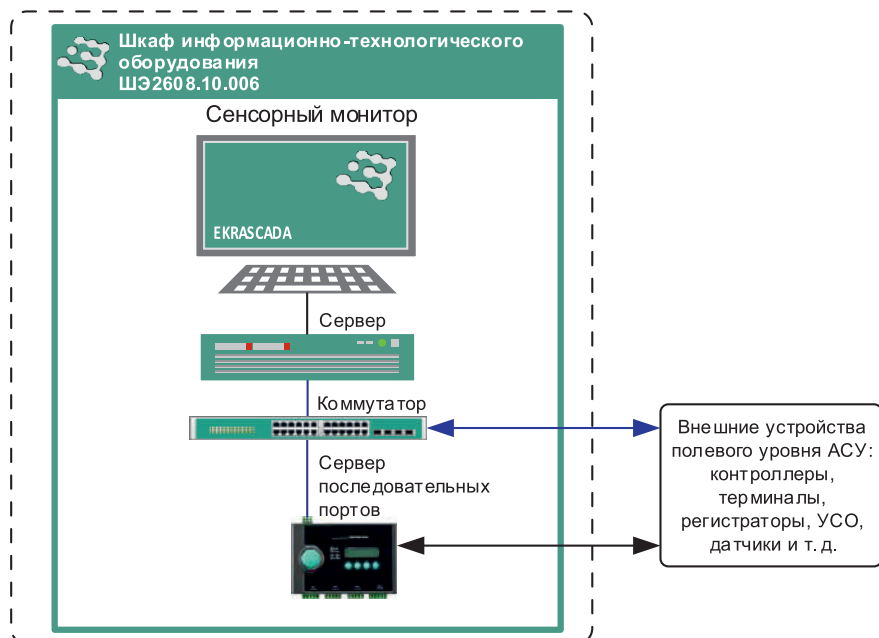 Шкаф информационно-технологического
оборудования
ШЭ2608.10.006
Сенсорный монитор
EKRASCADA
Сервер
Коммутатор
Сервер
последовательных
портов
Внешние устройства
полевого уровня АСУ:
контроллеры,
терминалы,
регистраторы, УСО,
датчики и т. д.